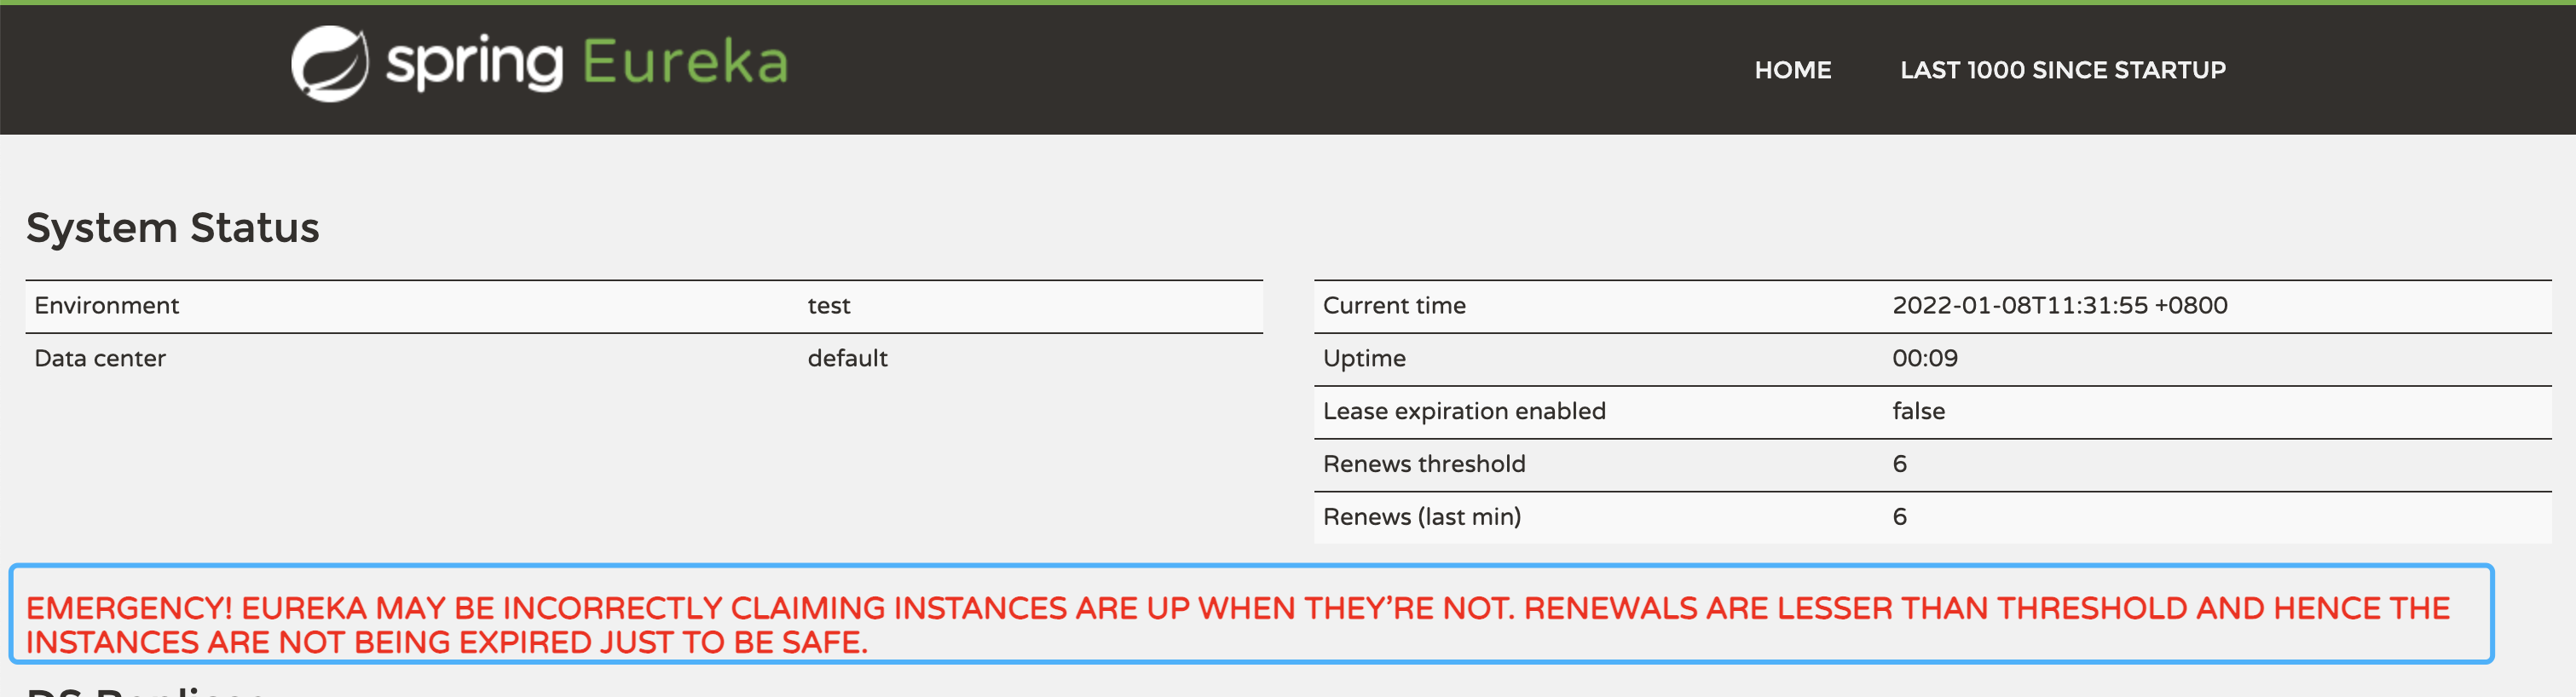 spring Eureka
HOME LAST 1000 SINCE STARTUP
System Status
Environment test
Data center default
Current time 2022-01-08T11:31:55 +0800
Uptime 00:09
Lease expiration enabled false
Renews threshold 6
Renews (last min) 6
EMERGENCY! EUREKA MAY BE INCORRECTLY CLAIMING INSTANCES ARE UP WHEN THEY’RE NOT. RENEWALS ARE LESSER THAN THRESHOLD AND HENCE THE
INSTANCES ARE NOT BEING EXPIRED JUST TO BE SAFE.